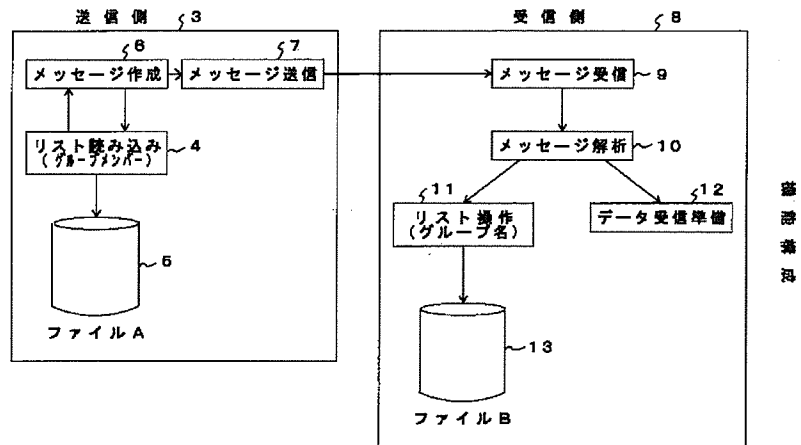 送信側 3
6
7
メッセージ作成
メッセージ送信
リスト読み込み
(グループメンバー)
4
5
ファイルA
受信側 8
メッセージ受信 9
メッセージ解析 10
11
12
リスト操作
(グループ名)
データ受信準備
13
ファイルB